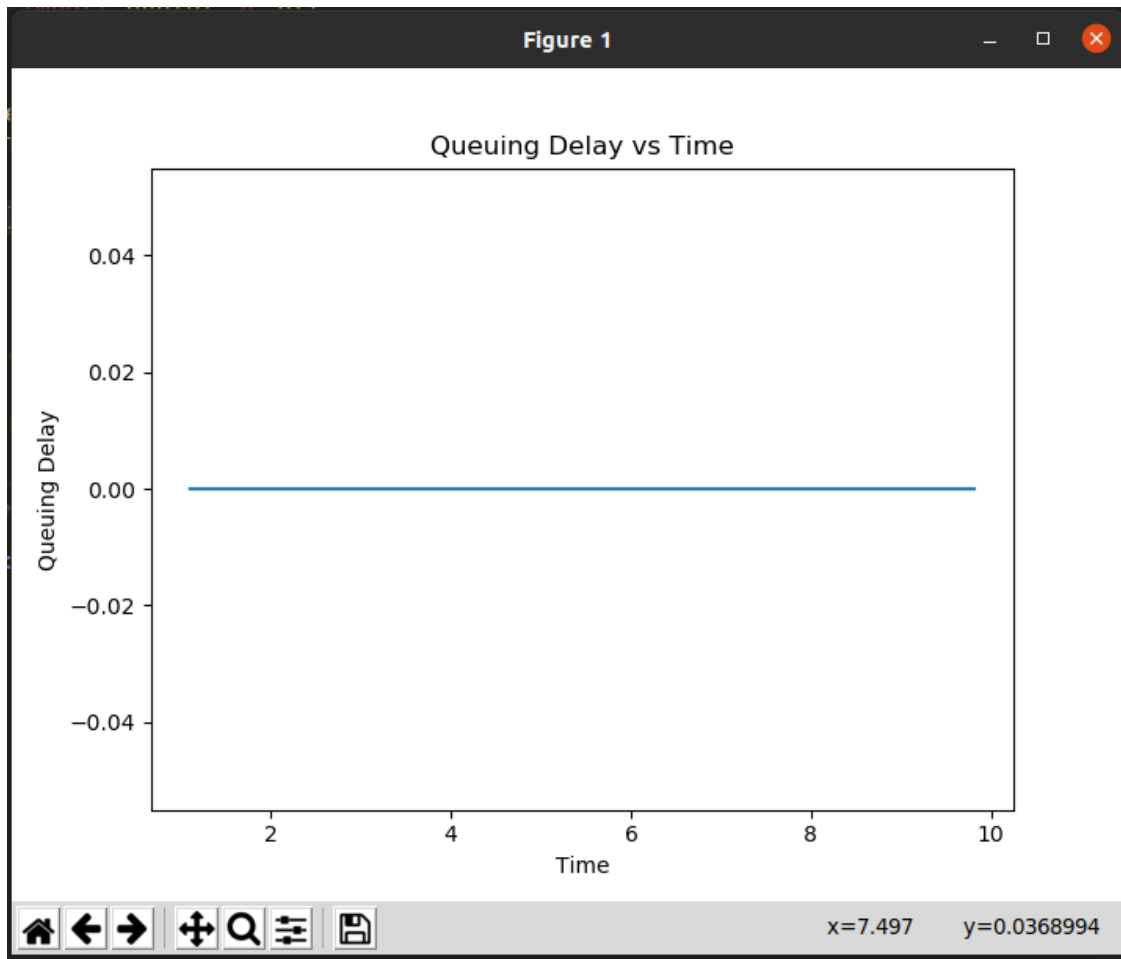 Figure 1
Queuing Delay vs Time
0.04
0.02
0.00
−0.02
−0.04
Queuing Delay
2 4 6 8 10
Time
x=7.497 y=0.0368994